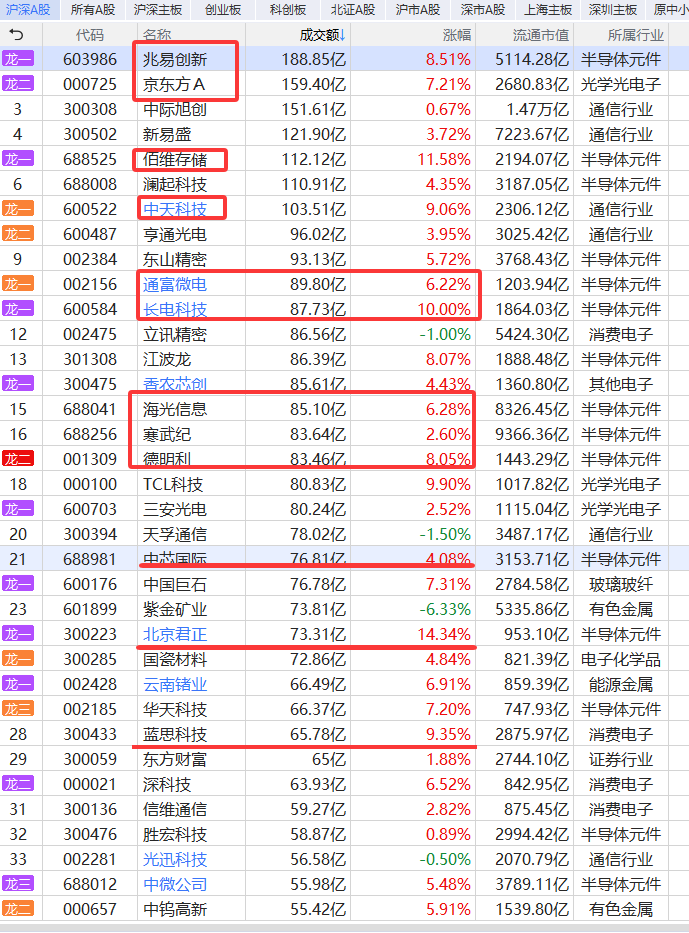 沪深A股 所有A股 沪深主板 创业板 科创板 北证A股 沪市A股 深市A股 上海主板 深圳主板 原中小
代码 名称 成交额↓ 涨幅 流通市值 所属行业
龙一 603986 兆易创新 188.85亿 8.51% 5114.28亿 半导体元件
龙二 000725 京东方A 159.40亿 7.21% 2680.83亿 光学光电子
3 300308 中际旭创 151.61亿 0.67% 1.47万亿 通信行业
4 300502 新易盛 121.90亿 3.72% 7223.67亿 通信行业
龙一 688525 佰维存储 112.12亿 11.58% 2194.07亿 半导体元件
6 688008 澜起科技 110.91亿 4.35% 3187.05亿 半导体元件
龙一 600522 中天科技 103.51亿 9.06% 2306.12亿 通信行业
龙二 600487 亨通光电 96.02亿 3.95% 3025.42亿 通信行业
9 002384 东山精密 93.13亿 5.72% 3768.43亿 半导体元件
龙一 002156 通富微电 89.80亿 6.22% 1203.94亿 半导体元件
龙一 600584 长电科技 87.73亿 10.00% 1864.03亿 半导体元件
12 002475 立讯精密 86.56亿 -1.00% 5424.30亿 消费电子
13 301308 江波龙 86.39亿 8.07% 1888.48亿 半导体元件
龙一 300475 香农芯创 85.61亿 4.43% 1360.80亿 其他电子
15 688041 海光信息 85.10亿 6.28% 8326.45亿 半导体元件
16 688256 寒武纪 83.64亿 2.60% 9366.36亿 半导体元件
龙二 001309 德明利 83.46亿 8.05% 1443.29亿 半导体元件
18 000100 TCL科技 80.83亿 9.90% 1017.82亿 光学光电子
龙一 600703 三安光电 80.24亿 2.52% 1115.04亿 光学光电子
20 300394 天孚通信 78.02亿 -1.50% 3487.17亿 通信行业
21 688981 中芯国际 76.81亿 4.08% 3153.71亿 半导体元件
龙一 600176 中国巨石 76.78亿 7.31% 2784.58亿 玻璃玻纤
23 601899 紫金矿业 73.81亿 -6.33% 5335.86亿 有色金属
龙一 300223 北京君正 73.31亿 14.34% 953.10亿 半导体元件
龙一 300285 国瓷材料 72.86亿 4.84% 821.39亿 电子化学品
龙一 002428 云南锗业 66.49亿 6.91% 859.39亿 能源金属
龙三 002185 华天科技 66.37亿 7.20% 747.93亿 半导体元件
28 300433 蓝思科技 65.78亿 9.35% 2875.97亿 消费电子
29 300059 东方财富 65亿 1.88% 2744.10亿 证券行业
龙二 000021 深科技 63.93亿 6.52% 842.95亿 消费电子
31 300136 信维通信 59.27亿 2.82% 875.45亿 消费电子
32 300476 胜宏科技 58.87亿 0.89% 2994.42亿 半导体元件
33 002281 光迅科技 56.58亿 -0.50% 2070.79亿 通信行业
龙三 688012 中微公司 55.98亿 5.48% 3789.11亿 半导体元件
龙二 000657 中钨高新 55.42亿 5.91% 1539.80亿 有色金属